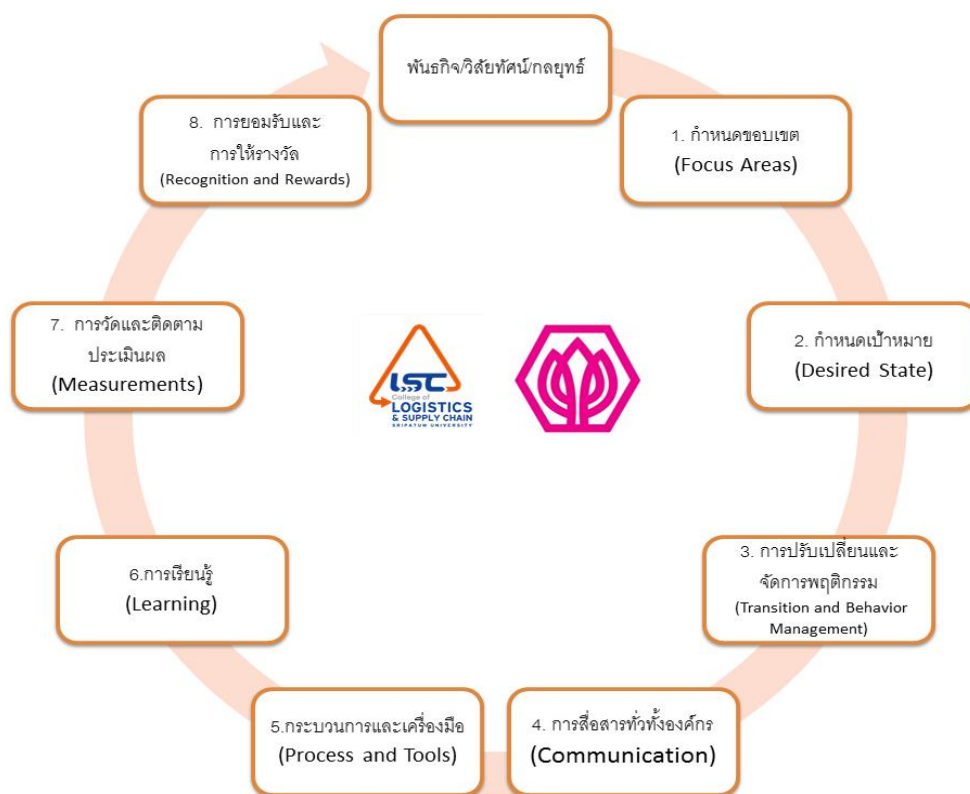 พันธกิจ/วิสัยทัศน์/กลยุทธ์
1. กำหนดขอบเขต
(Focus Areas)
2. กำหนดเป้าหมาย
(Desired State)
3. การปรับเปลี่ยนและ
จัดการพฤติกรรม
(Transition and Behavior
Management)
4. การสื่อสารทั่วทั้งองค์กร
(Communication)
5.กระบวนการและเครื่องมือ
(Process and Tools)
6.การเรียนรู้
(Learning)
7. การวัดและติดตาม
ประเมินผล
(Measurements)
8. การยอมรับและ
การให้รางวัล
(Recognition and Rewards)
LSC
College of
LOGISTICS
& SUPPLY CHAIN
SRIPATUM UNIVERSITY